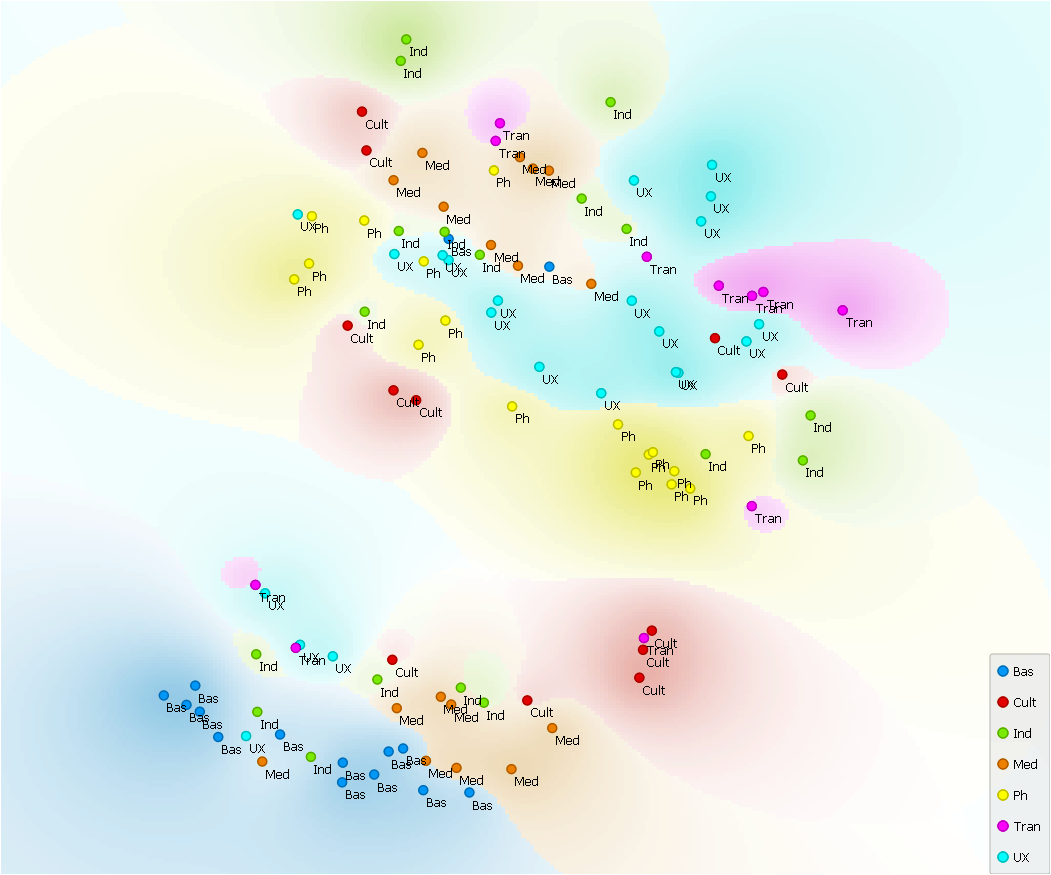 Ind
Ind
Ind
Cult
Tran
Tran
Cult
Med
Med
Med
Med
Ph
UX
Med
UX
UX
Ind
Med
UX
UX
Ph
Ph
Ind
Ind
Ind
Bas
Med
Ind
Tran
UX
Ph
UX
UX
Med
Bas
Ph
Ph
Med
Tran
Tran
Tran
Tran
UX
UX
UX
Ind
Cult
Ph
UX
UX
Cult
UX
Ph
UX
UX
UX
Cult
Cult
Cult
UX
Ph
Ind
Ph
Ph
Ind
Ph
Ph
Ind
Ph
Ph
Ph
Ph
Tran
Tran
UX
Cult
Tran
Cult
UX
Tran
UX
Ind
Cult
Cult
Ind
Bas
Bas
Ind
Med
Med
Ind
Cult
Bas
Bas
Med
Ind
Bas
UX
Bas
Med
Bas
Bas
Med
Ind
Bas
Med
Med
Med
Bas
Bas
Bas
Bas
Bas
Cult
Ind
Med
Ph
Tran
UX